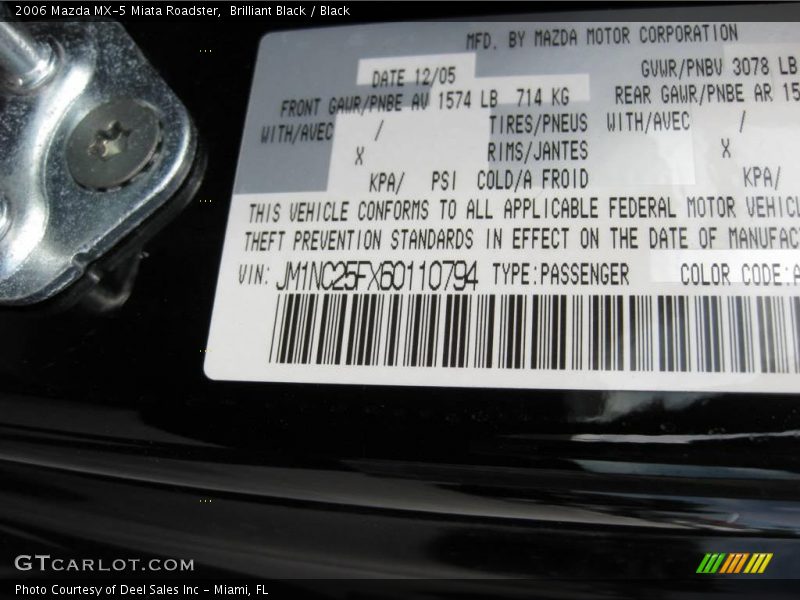 2006 Mazda MX-5 Miata Roadster,  Brilliant Black / Black
MFD. BY MAZDA MOTOR CORPORATION
DATE 12/05 GVWR/PNBV 3078 LB
FRONT GAWR/PNBE AV 1574 LB 714 KG REAR GAWR/PNBE AR 15
WITH/AVEC / TIRES/PNEUS WITH/AVEC /
X RIMS/JANTES X
KPA/ PSI COLD/A FROID KPA/
THIS VEHICLE CONFORMS TO ALL APPLICABLE FEDERAL MOTOR VEHICL
THEFT PREVENTION STANDARDS IN EFFECT ON THE DATE OF MANUFAC
VIN: JM1NC25FX60110794 TYPE:PASSENGER COLOR CODE:A
GTCARLOT.COM
Photo Courtesy of Deel Sales Inc - Miami, FL